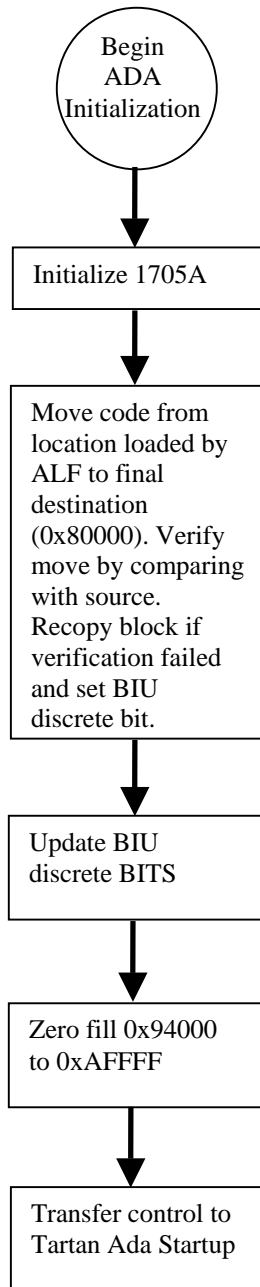 Begin
ADA
Initialization
Initialize 1705A
Move code from
location loaded by
ALF to final
destination
(0x80000). Verify
move by comparing
with source.
Recopy block if
verification failed
and set BIU
discrete bit.
Update BIU
discrete BITS
Zero fill 0x94000
to 0xAFFFF
Transfer control to
Tartan Ada Startup